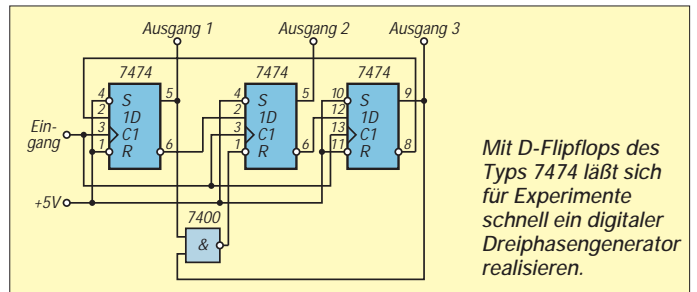 Ausgang 1 Ausgang 2 Ausgang 3
7474 7474 7474
4 S 5 4 S 5 10 S 9
2 1D 2 1D 12 1D
3 C1 3 C1 13 C1
1 R 6 1 R 6 11 R 8
Ein-
gang
+5V
7400
&
Mit D-Flipflops des
Typs 7474 läßt sich
für Experimente
schnell ein digitaler
Dreiphasengenerator
realisieren.